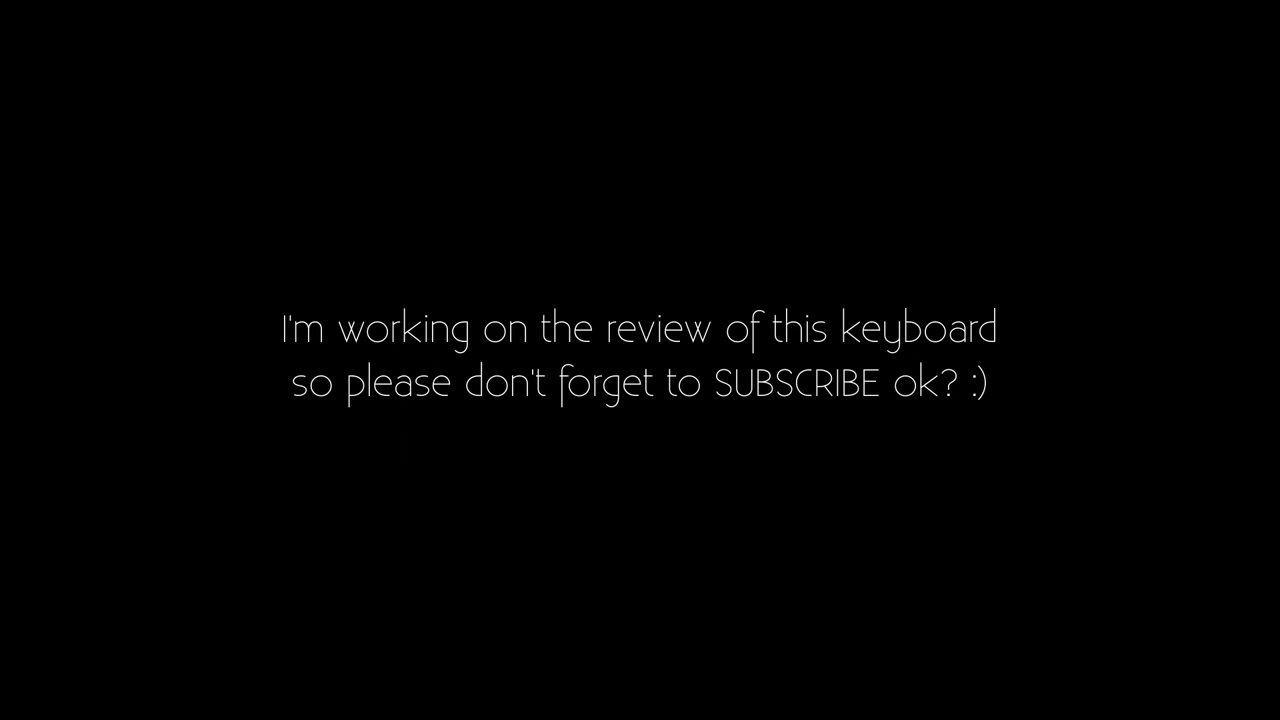 I'm working on the review of this keyboard
so please don't forget to SUBSCRIBE ok? :)